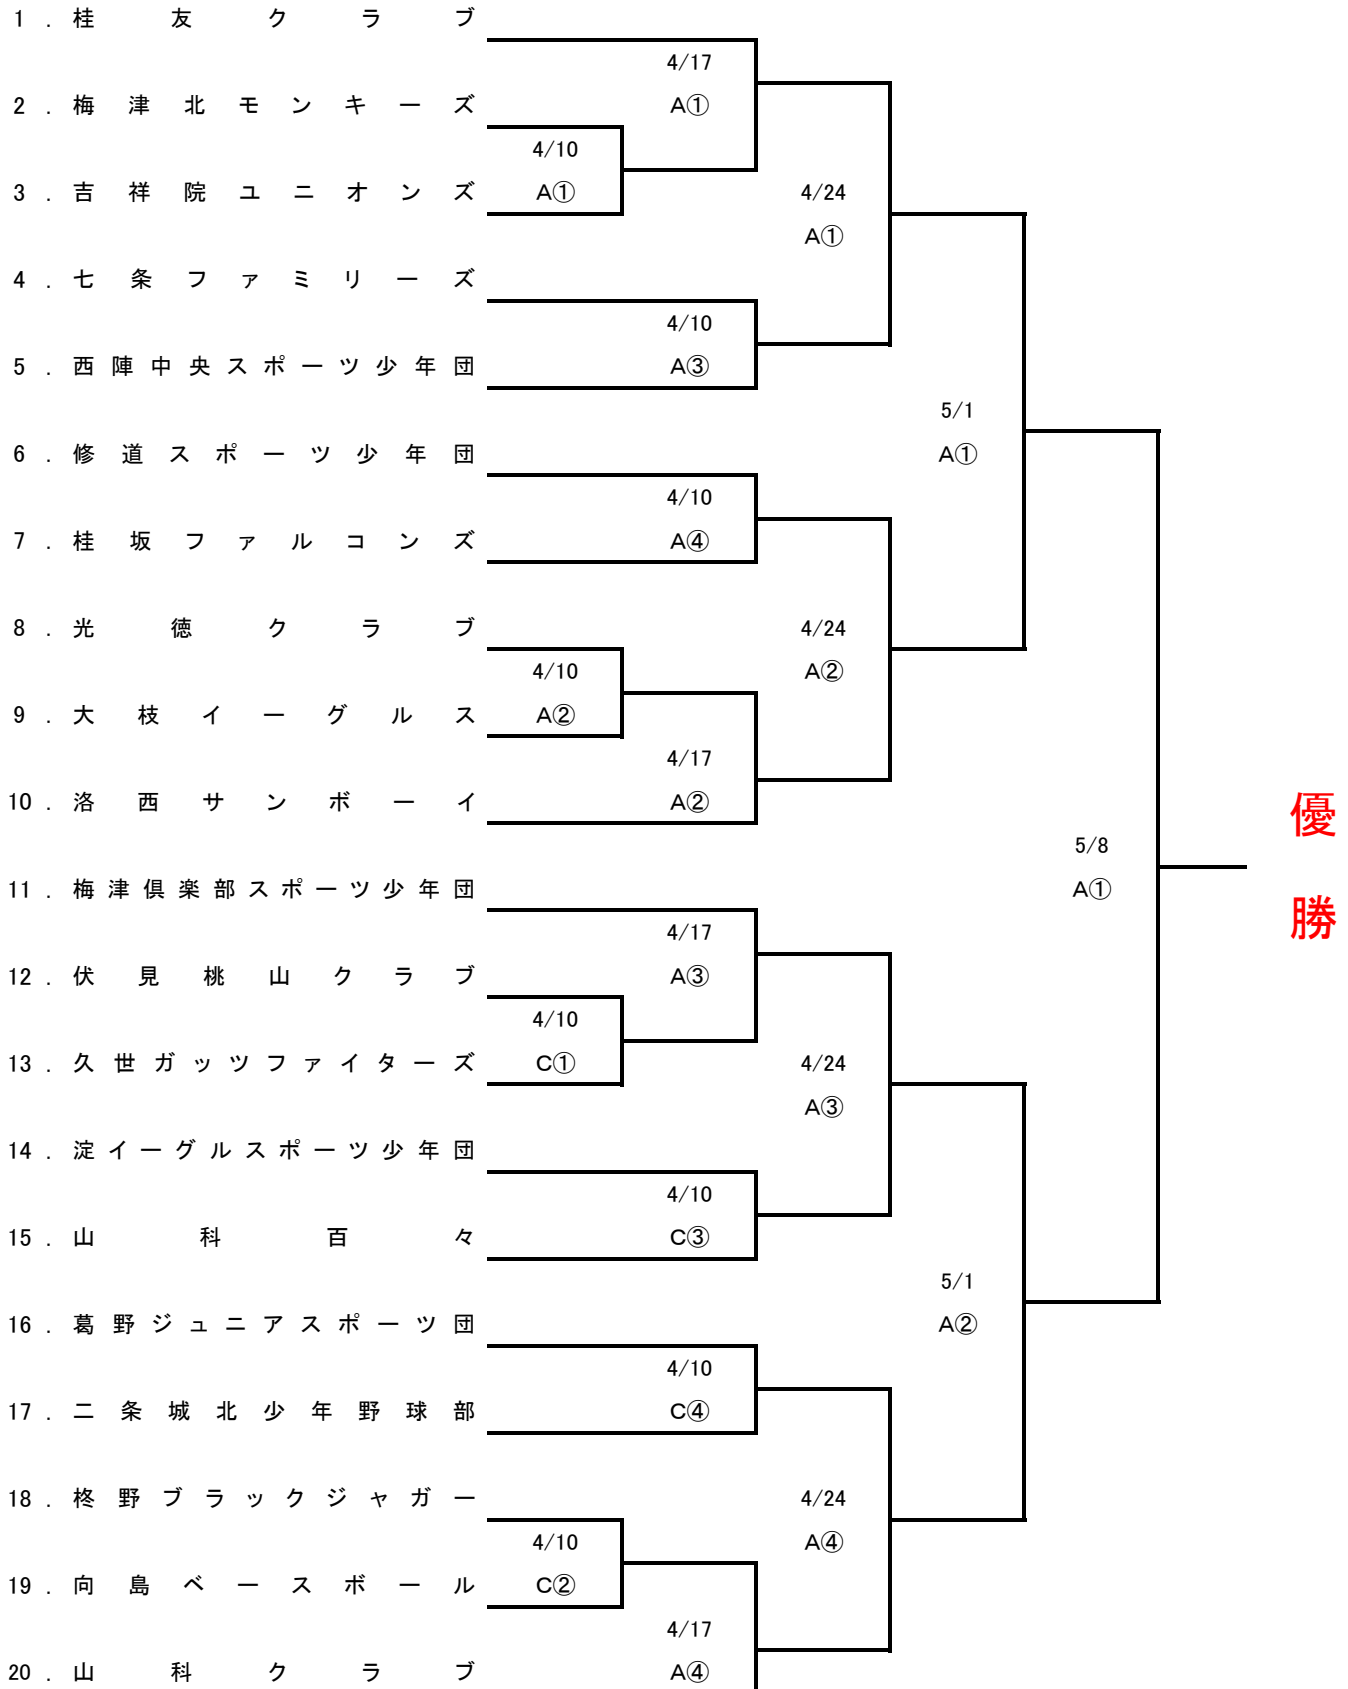 1 . 桂友クラブ
4/17
2 . 梅津北モンキーズ
A①
4/10
3 . 吉祥院ユニオンズ
A①
4/24
A①
4 . 七条ファミリーズ
4/10
5 . 西陣中央スポーツ少年団
A③
5/1
6 . 修道スポーツ少年団
A①
4/10
7 . 桂坂ファルコンズ
A④
8 . 光徳クラブ
4/24
4/10
A②
9 . 大枝イーグルス
A②
4/17
10 . 洛西サンボーイ
A②
優勝
5/8
11 . 梅津倶楽部スポーツ少年団
A①
4/17
12 . 伏見桃山クラブ
A③
4/10
13 . 久世ガッツファイターズ
C①
4/24
A③
14 . 淀イーグルスポーツ少年団
4/10
15 . 山科百々
C③
5/1
16 . 葛野ジュニアスポーツ団
A②
4/10
17 . 二条城北少年野球部
C④
18 . 柊野ブラックジャガー
4/24
4/10
A④
19 . 向島ベースボール
C②
4/17
20 . 山科クラブ
A④